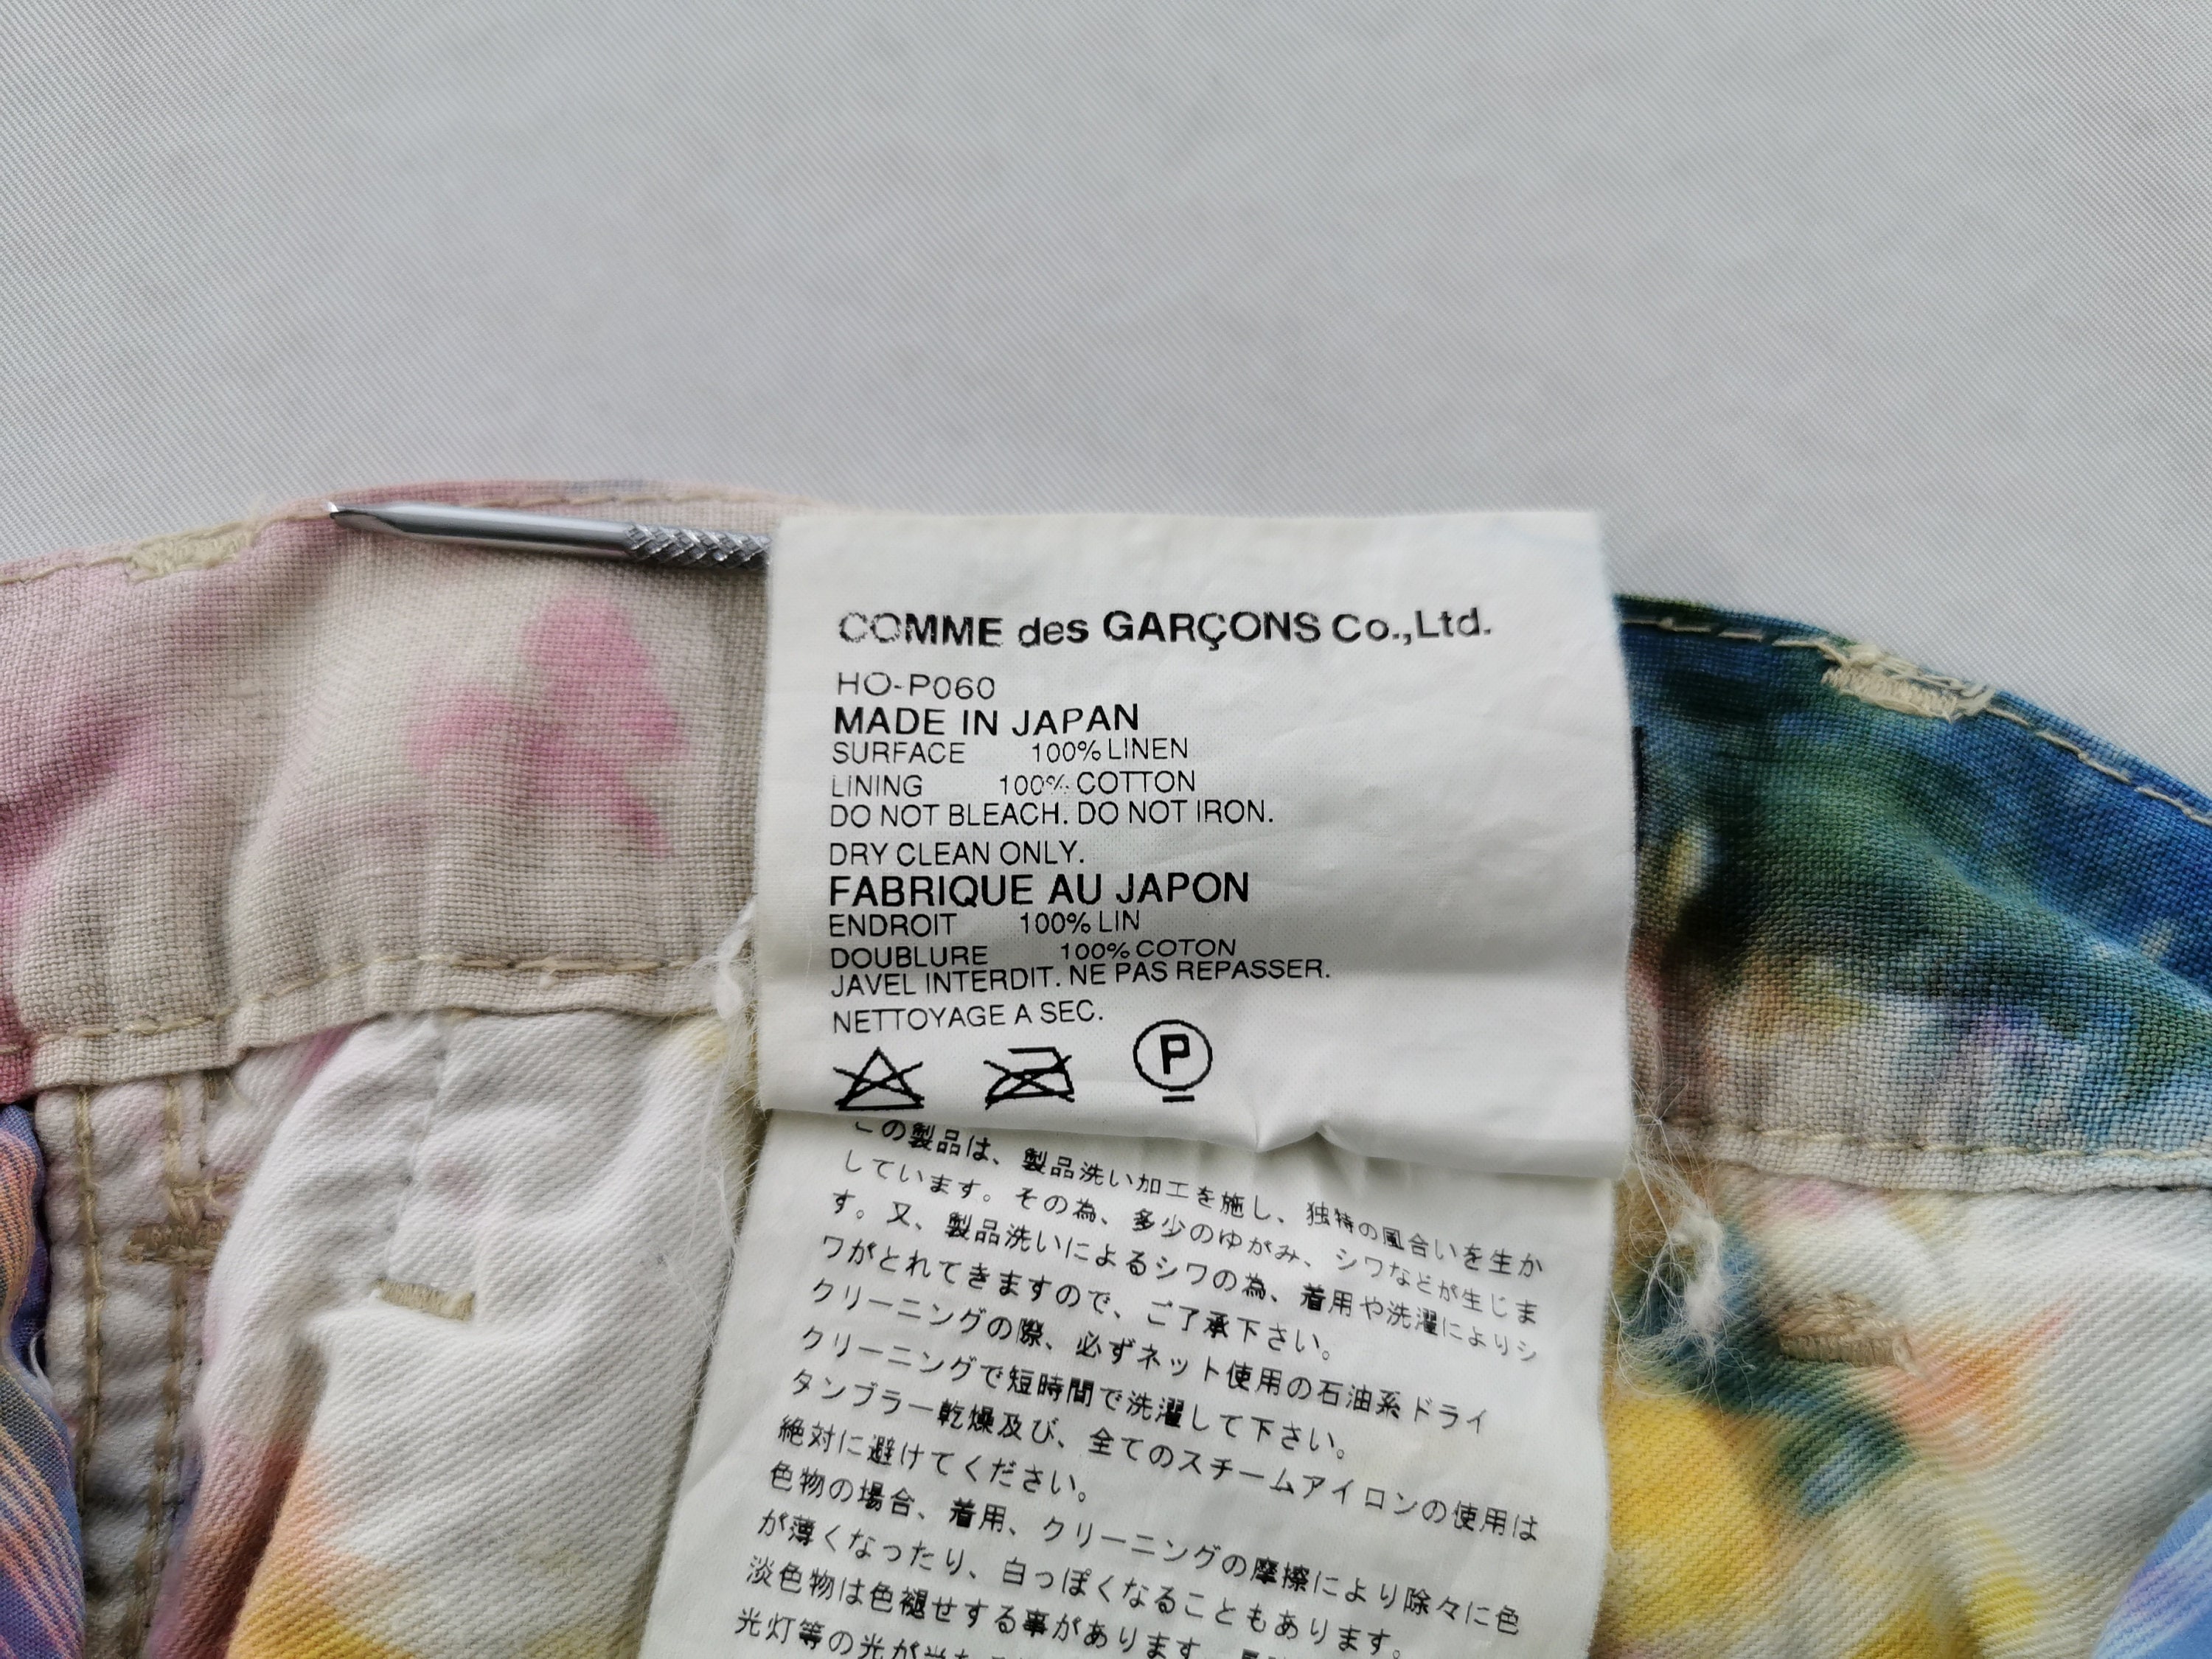 COMME des GARÇONS Co.,Ltd.
HO-P060
MADE IN JAPAN
SURFACE 100% LINEN
LINING 100% COTTON
DO NOT BLEACH. DO NOT IRON.
DRY CLEAN ONLY.
FABRIQUE AU JAPON
ENDROIT 100% LIN
DOUBLURE 100% COTON
JAVEL INTERDIT. NE PAS REPASSER.
NETTOYAGE A SEC.
P
この製品は、製品洗い加工を施し、独特の風合いを生か
しています。その為、多少のゆがみ、シワなどが生じま
す。又、製品洗いによるシワの為、着用や洗濯によりシ
ワがとれてきますので、ご了承下さい。
クリーニングの際、必ずネット使用の石油系ドライ
クリーニングで短時間で洗濯して下さい。
タンブラー乾燥及び、全てのスチームアイロンの使用は
絶対に避けてください。
色物の場合、着用、クリーニングの摩擦により除々に色
が薄くなったり、白っぽくなることもあります。
淡色物は色褪せする事があります。
光灯等の光が